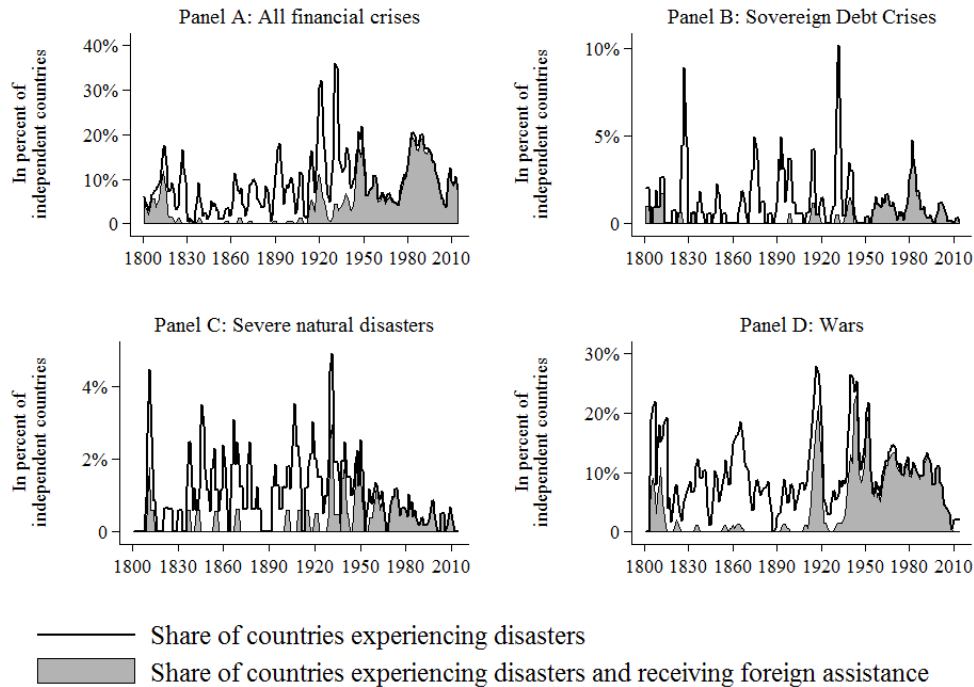 Panel A: All financial crises
In percent of
independent countries
40%
30%
20%
10%
0
1800 1830 1860 1890 1920 1950 1980 2010
Panel B: Sovereign Debt Crises
In percent of
independent countries
10%
5%
0
1800 1830 1860 1890 1920 1950 1980 2010
Panel C: Severe natural disasters
In percent of
independent countries
4%
2%
0
1800 1830 1860 1890 1920 1950 1980 2010
Panel D: Wars
In percent of
independent countries
30%
20%
10%
0
1800 1830 1860 1890 1920 1950 1980 2010
Share of countries experiencing disasters
Share of countries experiencing disasters and receiving foreign assistance